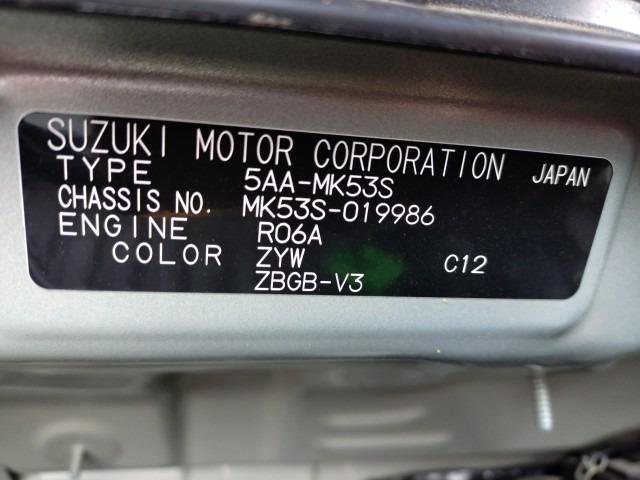 SUZUKI MOTOR CORPORATION JAPAN
TYPE 5AA-MK53S
CHASSIS NO. MK53S-019986
ENGINE R06A
COLOR ZYW C12
ZBGB-V3